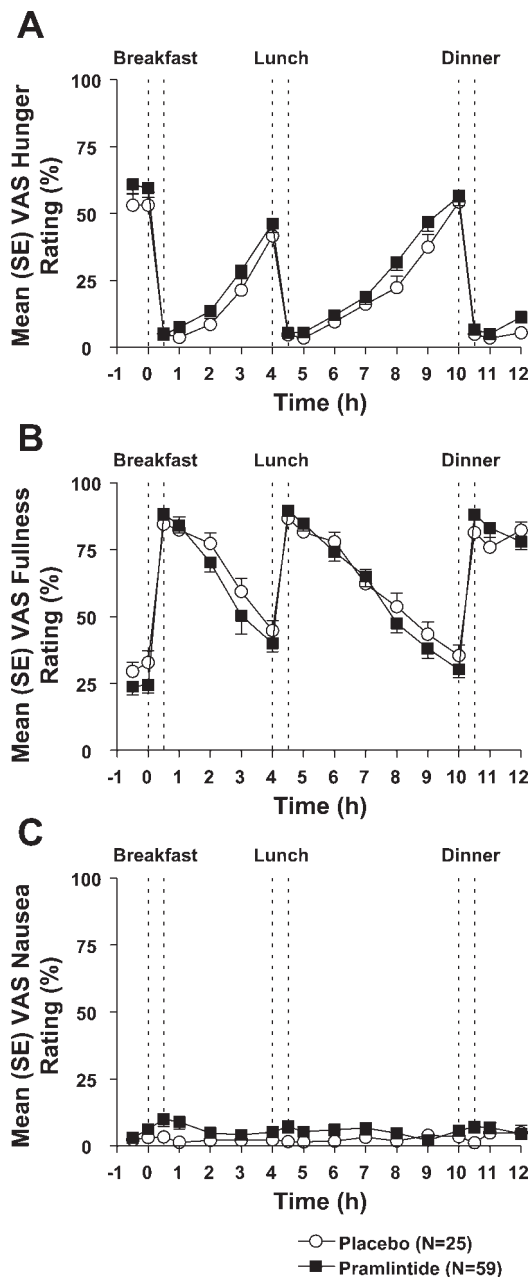 A
Breakfast Lunch Dinner
Mean (SE) VAS Hunger
Rating (%)
100
75
50
25
0
-1 0 1 2 3 4 5 6 7 8 9 10 11 12
Time (h)
B
Breakfast Lunch Dinner
Mean (SE) VAS Fullness
Rating (%)
100
75
50
25
0
-1 0 1 2 3 4 5 6 7 8 9 10 11 12
Time (h)
C
Breakfast Lunch Dinner
Mean (SE) VAS Nausea
Rating (%)
100
75
50
25
0
-1 0 1 2 3 4 5 6 7 8 9 10 11 12
Time (h)
Placebo (N=25)
Pramlintide (N=59)